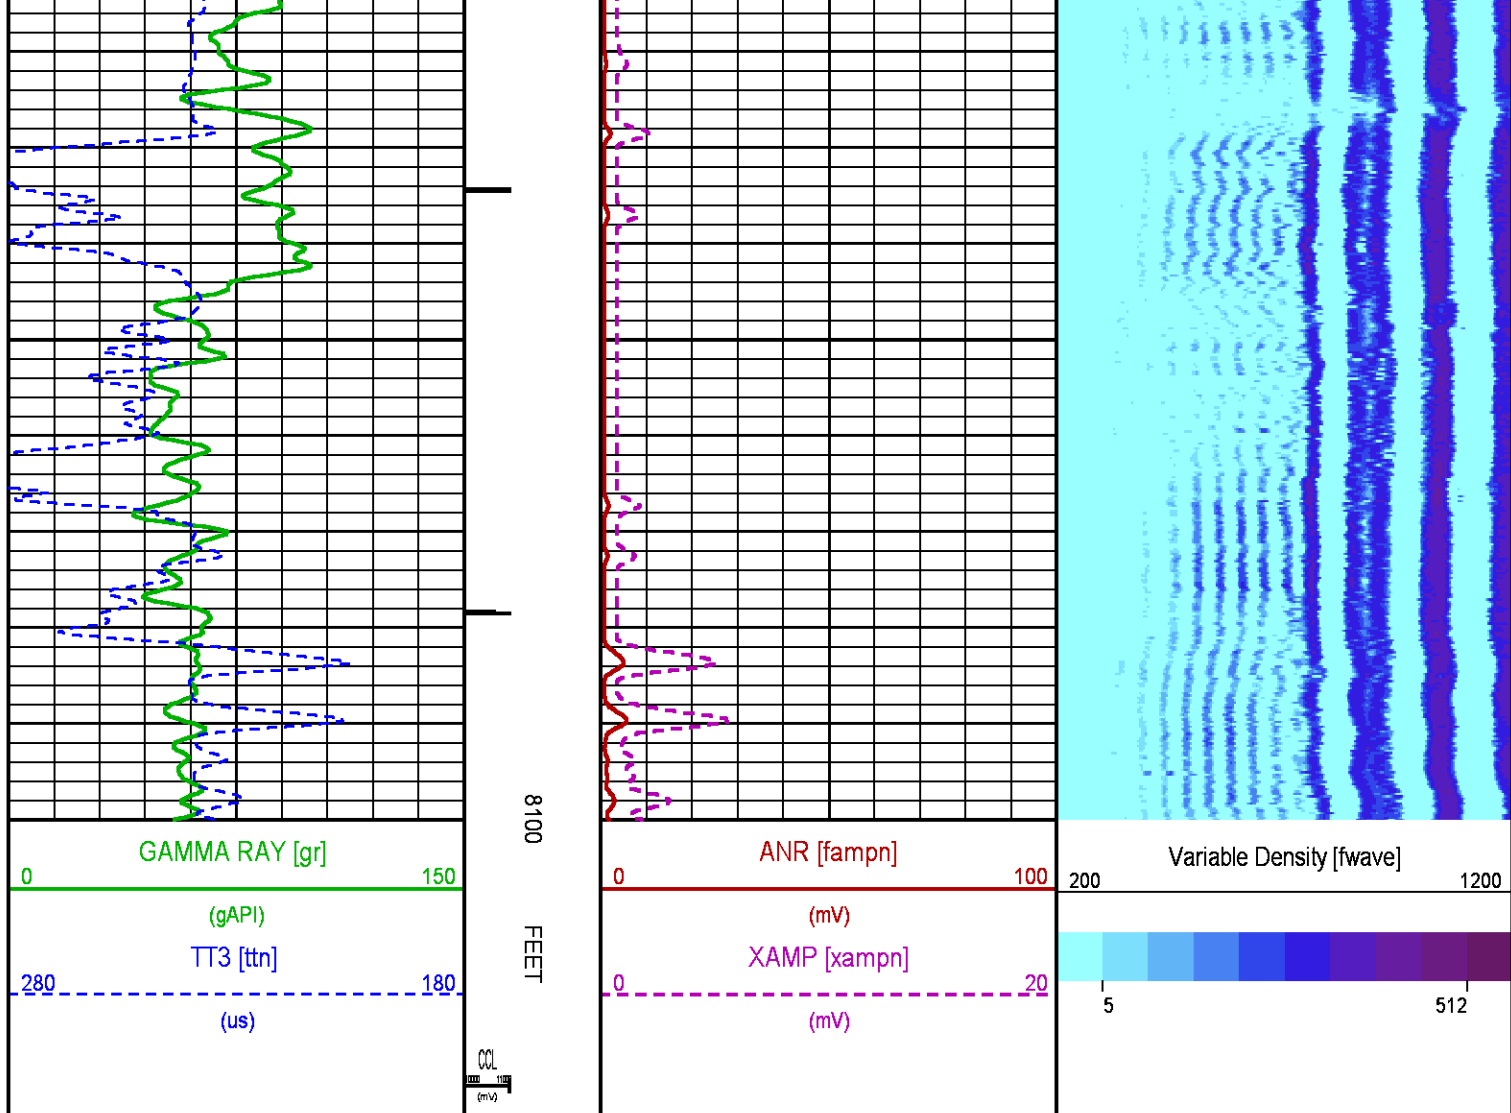 8100
FEET
GAMMA RAY [gr]
0 150
(gAPI)
TT3 [ttn]
280 180
(us)
CCL
(mV)
ANR [fampn]
0 100
(mV)
XAMP [xampn]
0 20
(mV)
Variable Density [fwave]
200 1200
5 512